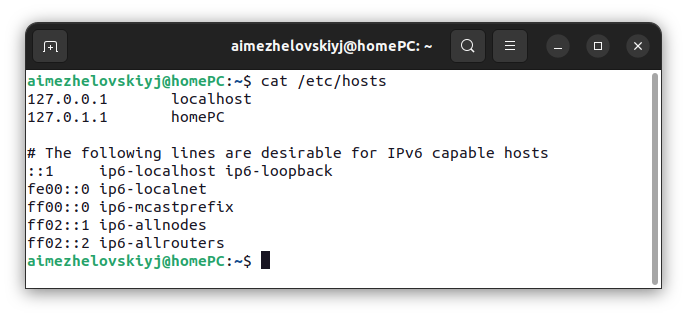 aimezhelovskiyj@homePC: ~
aimezhelovskiyj@homePC:~$ cat /etc/hosts
127.0.0.1       localhost
127.0.1.1       homePC

# The following lines are desirable for IPv6 capable hosts
::1     ip6-localhost ip6-loopback
fe00::0 ip6-localnet
ff00::0 ip6-mcastprefix
ff02::1 ip6-allnodes
ff02::2 ip6-allrouters
aimezhelovskiyj@homePC:~$